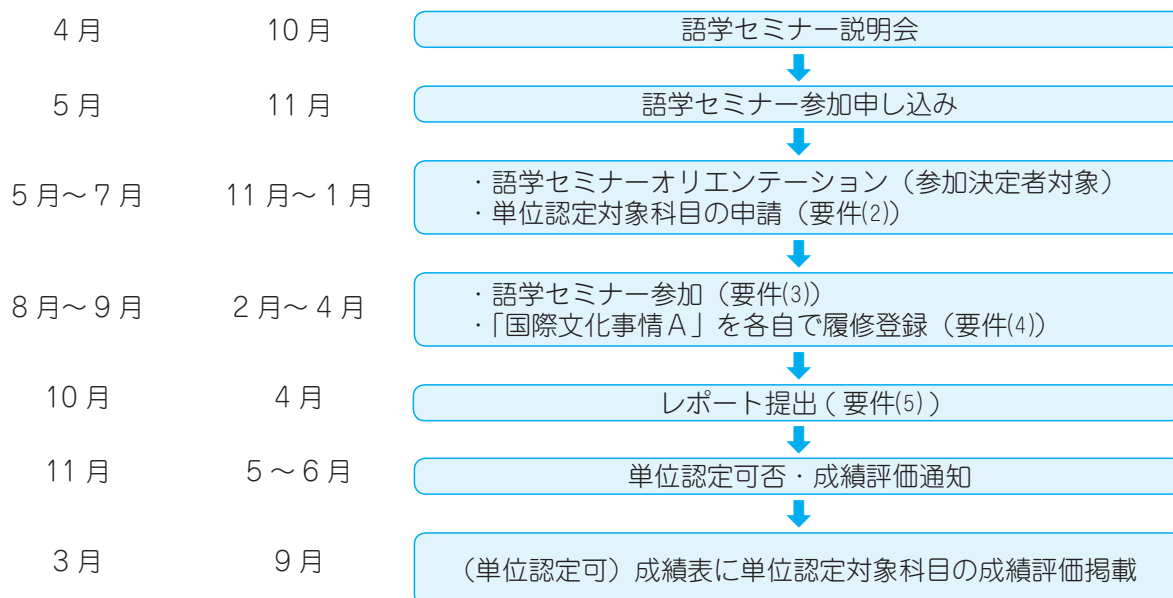 4月 10月 語学セミナー説明会
5月 11月 語学セミナー参加申し込み
5月～7月 11月～1月 ・語学セミナーオリエンテーション（参加決定者対象）
・単位認定対象科目の申請（要件⑵）
8月～9月 2月～4月 ・語学セミナー参加（要件⑶）
・「国際文化事情A」を各自で履修登録（要件⑷）
10月 4月 レポート提出（要件⑸）
11月 5～6月 単位認定可否・成績評価通知
3月 9月 （単位認定可）成績表に単位認定対象科目の成績評価掲載